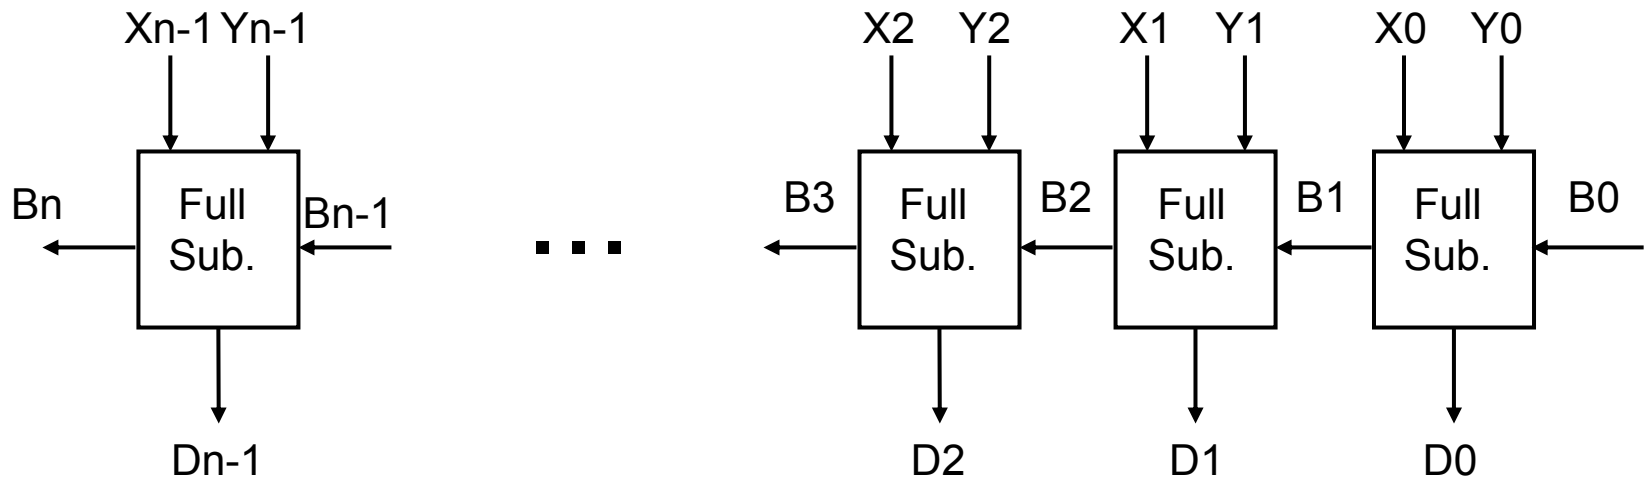 Xn-1 Yn-1 X2 Y2 X1 Y1 X0 Y0
Bn Full Sub. Bn-1 ... B3 Full Sub. B2 Full Sub. B1 Full Sub. B0
Dn-1 D2 D1 D0